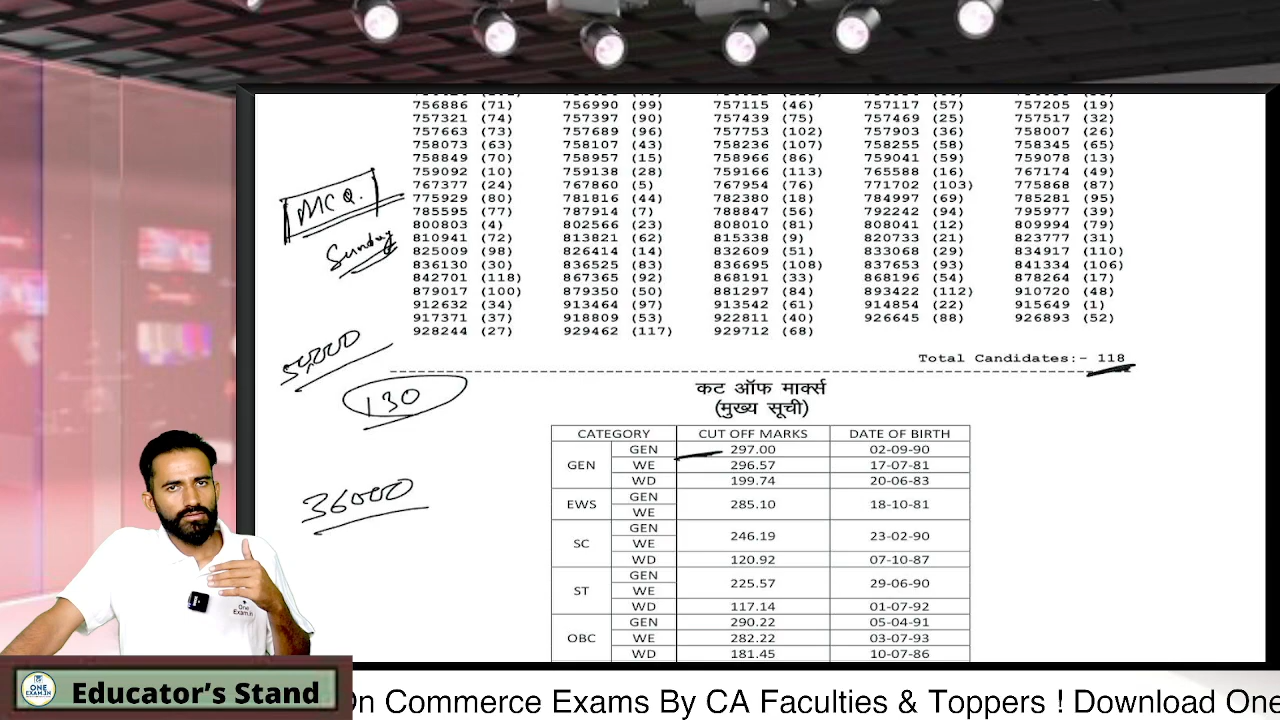 756886 (71) 756990 (99) 757115 (46) 757117 (57) 757205 (19)
757321 (74) 757397 (90) 757439 (75) 757469 (25) 757517 (32)
757663 (73) 757689 (96) 757753 (102) 757903 (36) 758007 (26)
758073 (63) 758107 (43) 758236 (107) 758255 (58) 758345 (65)
758849 (70) 758957 (15) 758966 (86) 759041 (59) 759078 (13)
759092 (10) 759138 (28) 759166 (113) 765588 (16) 767174 (49)
767377 (24) 767860 (5) 767954 (76) 771702 (103) 775868 (87)
775929 (80) 781816 (44) 782380 (18) 784997 (69) 785281 (95)
785595 (77) 787914 (7) 788847 (56) 792242 (94) 795977 (39)
800803 (4) 802566 (23) 808010 (81) 808041 (12) 809994 (79)
810941 (72) 813821 (62) 815338 (9) 820733 (21) 823777 (31)
825009 (98) 826414 (14) 832609 (51) 833068 (29) 834917 (110)
836130 (30) 836525 (83) 836695 (108) 837653 (93) 841334 (106)
842701 (118) 867365 (92) 868191 (33) 868196 (54) 878264 (17)
879017 (100) 879350 (50) 881297 (84) 893422 (112) 910720 (48)
912632 (34) 913464 (97) 913542 (61) 914854 (22) 915649 (1)
917371 (37) 918809 (53) 922811 (40) 926645 (88) 926893 (52)
928244 (27) 929462 (117) 929712 (68)
MCQ.
Sunday
130
36000
Total Candidates:- 118
कट ऑफ मार्क्स
(मुख्य सूची)
CATEGORY CUT OFF MARKS DATE OF BIRTH
GEN GEN 297.00 02-09-90
WE 296.57 17-07-81
WD 199.74 20-06-83
EWS GEN WE 285.10 18-10-81
SC GEN WE 246.19 23-02-90
WD 120.92 07-10-87
ST GEN WE 225.57 29-06-90
WD 117.14 01-07-92
OBC GEN 290.22 05-04-91
WE 282.22 03-07-93
WD 181.45 10-07-86
One
Exam.in
ONE
EXAM.IN
Educator's Stand
On Commerce Exams By CA Faculties & Toppers ! Download One